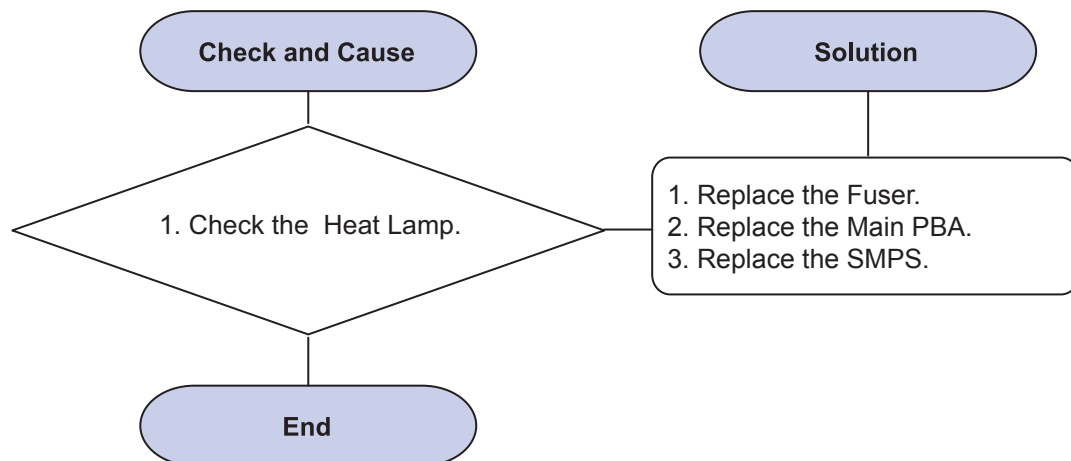 Check and Cause
1. Check the  Heat Lamp.
End
Solution
1. Replace the Fuser.
2. Replace the Main PBA.
3. Replace the SMPS.